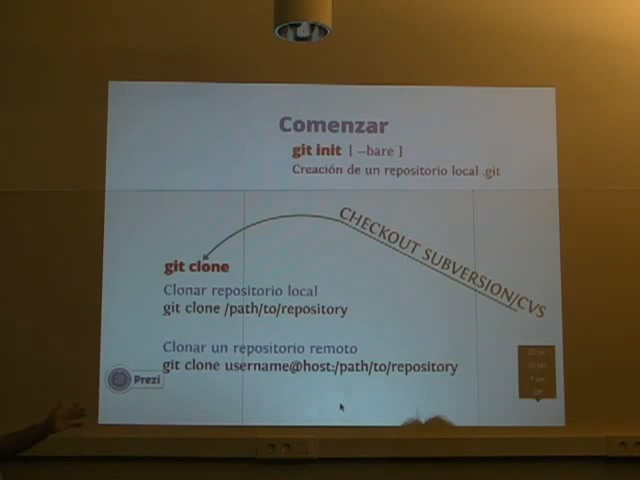 Comenzar
git init [ --bare ]
Creación de un repositorio local .git
CHECKOUT SUBVERSION/CVS
git clone
Clonar repositorio local
git clone /path/to/repository
Clonar un repositorio remoto
git clone username@host:/path/to/repository
Prezi